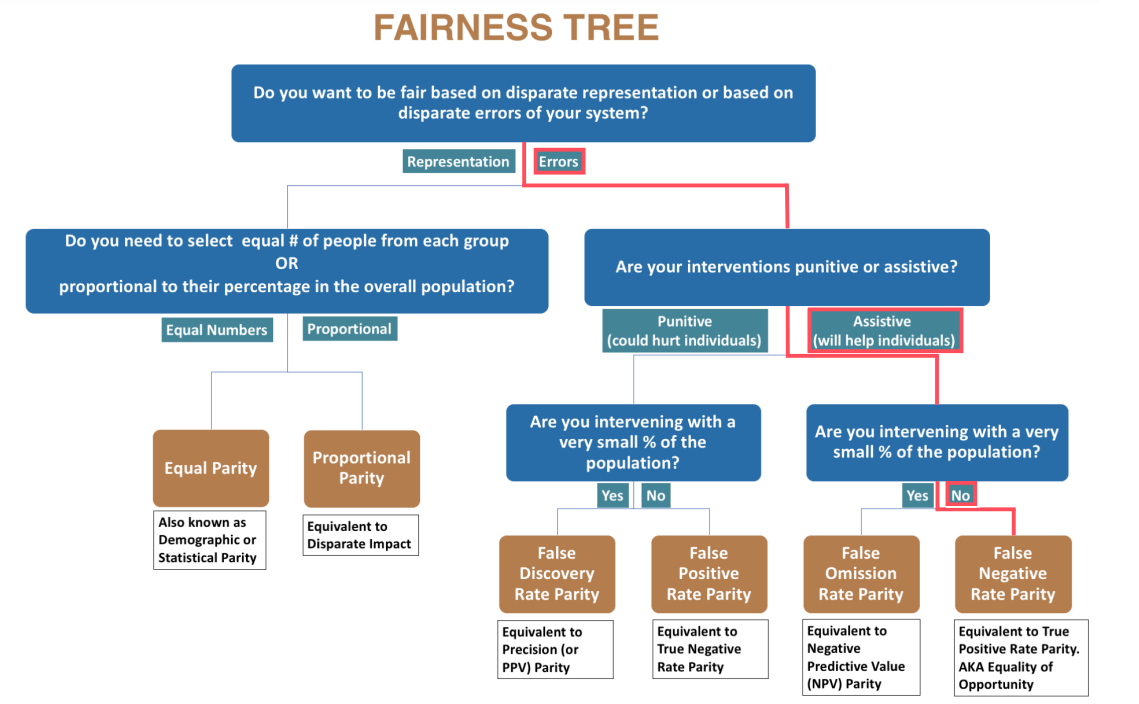 FAIRNESS TREE
Do you want to be fair based on disparate representation or based on
disparate errors of your system?
Representation
Errors
Do you need to select equal # of people from each group
OR
proportional to their percentage in the overall population?
Are your interventions punitive or assistive?
Equal Numbers
Proportional
Punitive
(could hurt individuals)
Assistive
(will help individuals)
Equal Parity
Proportional
Parity
Also known as
Demographic or
Statistical Parity
Equivalent to
Disparate Impact
Are you intervening with a
very small % of the
population?
Are you intervening with a very
small % of the population?
Yes
No
Yes
No
False
Discovery
Rate Parity
False
Positive
Rate Parity
False
Omission
Rate Parity
False
Negative
Rate Parity
Equivalent to
Precision (or
PPV) Parity
Equivalent to
True Negative
Rate Parity
Equivalent to
Negative
Predictive Value
(NPV) Parity
Equivalent to True
Positive Rate Parity.
AKA Equality of
Opportunity